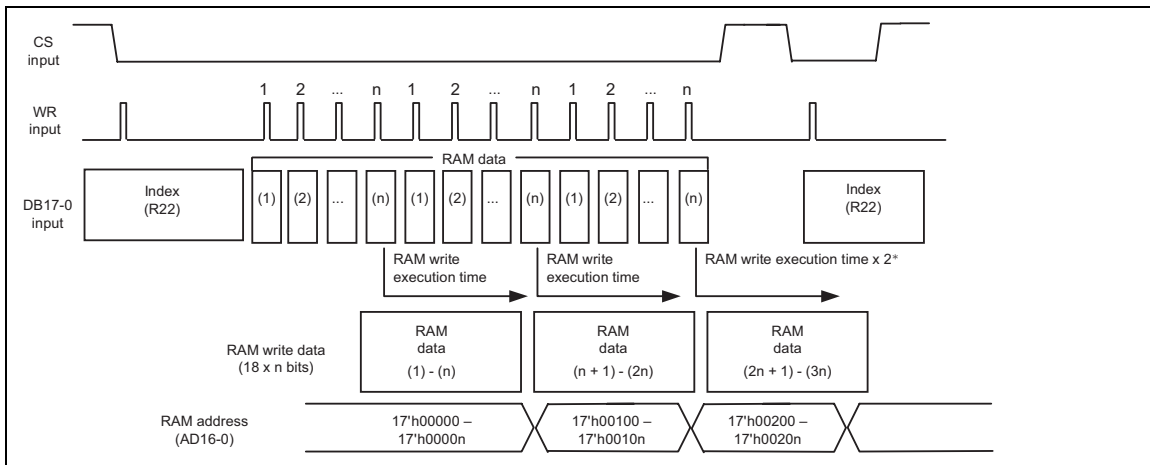 CS
input
1 2 ... n 1 2 ... n 1 2 ... n
WR
input
RAM data
DB17-0
input
Index
(R22)
(1) (2) ... (n) (1) (2) ... (n) (1) (2) ... (n)
Index
(R22)
RAM write
execution time
RAM write
execution time
RAM write execution time x 2*
RAM write data
(18 x n bits)
RAM
data
(1) - (n)
RAM
data
(n + 1) - (2n)
RAM
data
(2n + 1) - (3n)
RAM address
(AD16-0)
17'h00000 –
17'h0000n
17'h00100 –
17'h0010n
17'h00200 –
17'h0020n